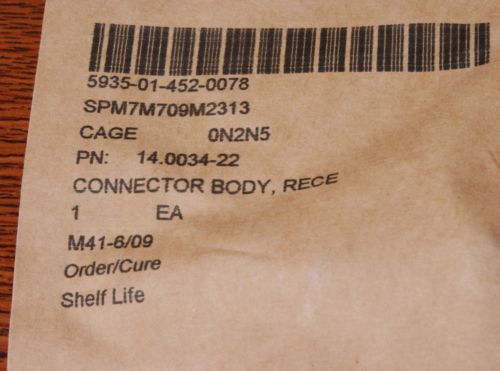 5935-01-452-0078
SPM7M709M2313
CAGE 0N2N5
PN: 14.0034-22
CONNECTOR BODY, RECE
1 EA
M41-6/09
Order/Cure
Shelf Life